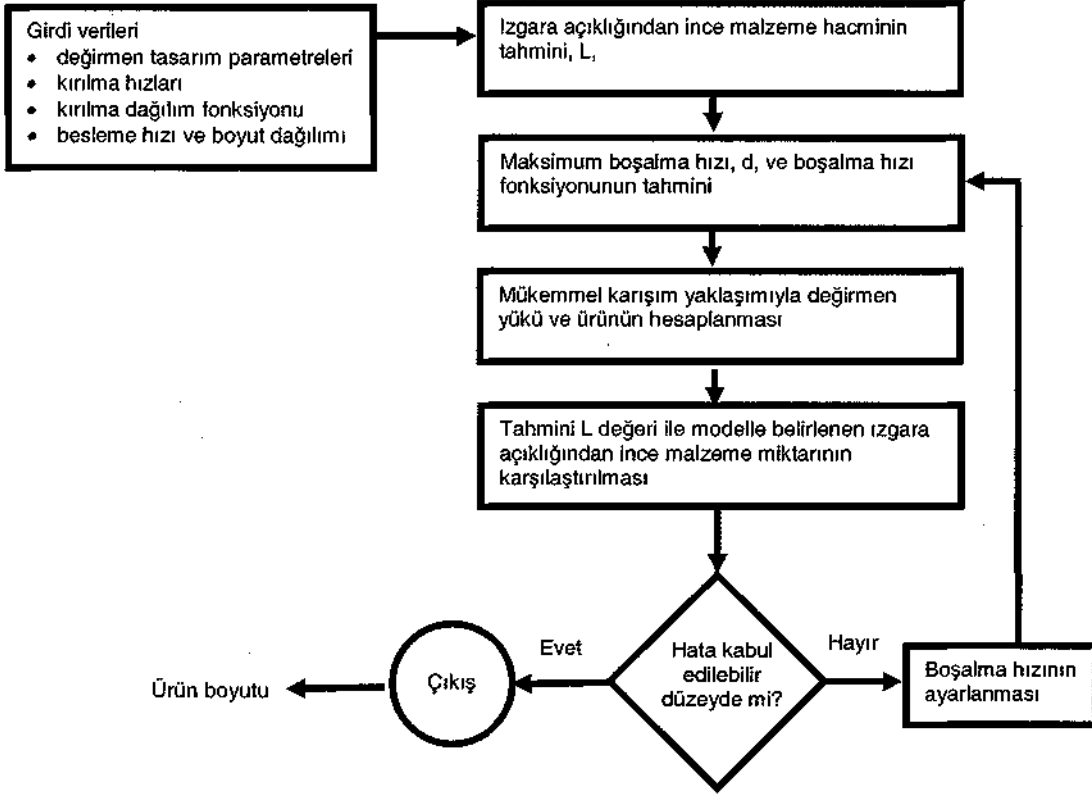 Girdi verileri
• değirmen tasarım parametreleri
• kırılma hızları
• kırılma dağılım fonksiyonu
• besleme hızı ve boyut dağılımı
Izgara açıklığından ince malzeme hacminin
tahmini, L,
Maksimum boşalma hızı, d, ve boşalma hızı
fonksiyonunun tahmini
Mükemmel karışım yaklaşımıyla değirmen
yükü ve ürünün hesaplanması
Tahmini L değeri ile modelle belirlenen ızgara
açıklığından ince malzeme miktarının
karşılaştırılması
Hata kabul
edilebilir
düzeyde mi?
Evet
Hayır
Çıkış
Ürün boyutu
Boşalma hızının
ayarlanması